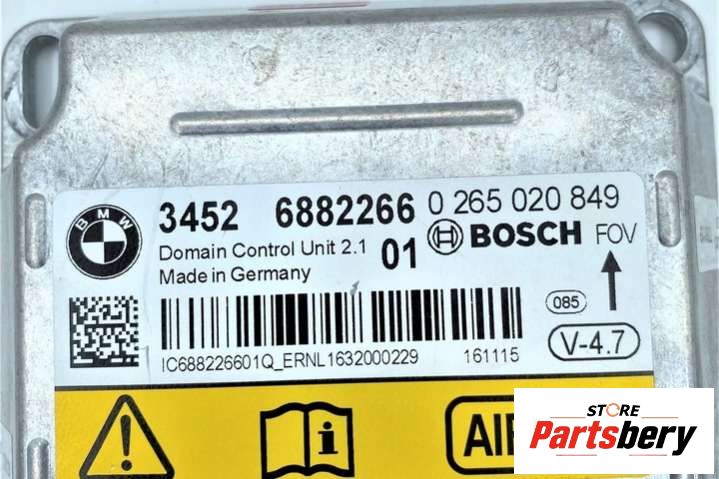 BMW
3452 6882266 0 265 020 849
Domain Control Unit 2.1 01 BOSCH FOV
Made in Germany
085
V-4.7
IC688226601Q_ERNL1632000229 161115
i
STORE
Partsbery